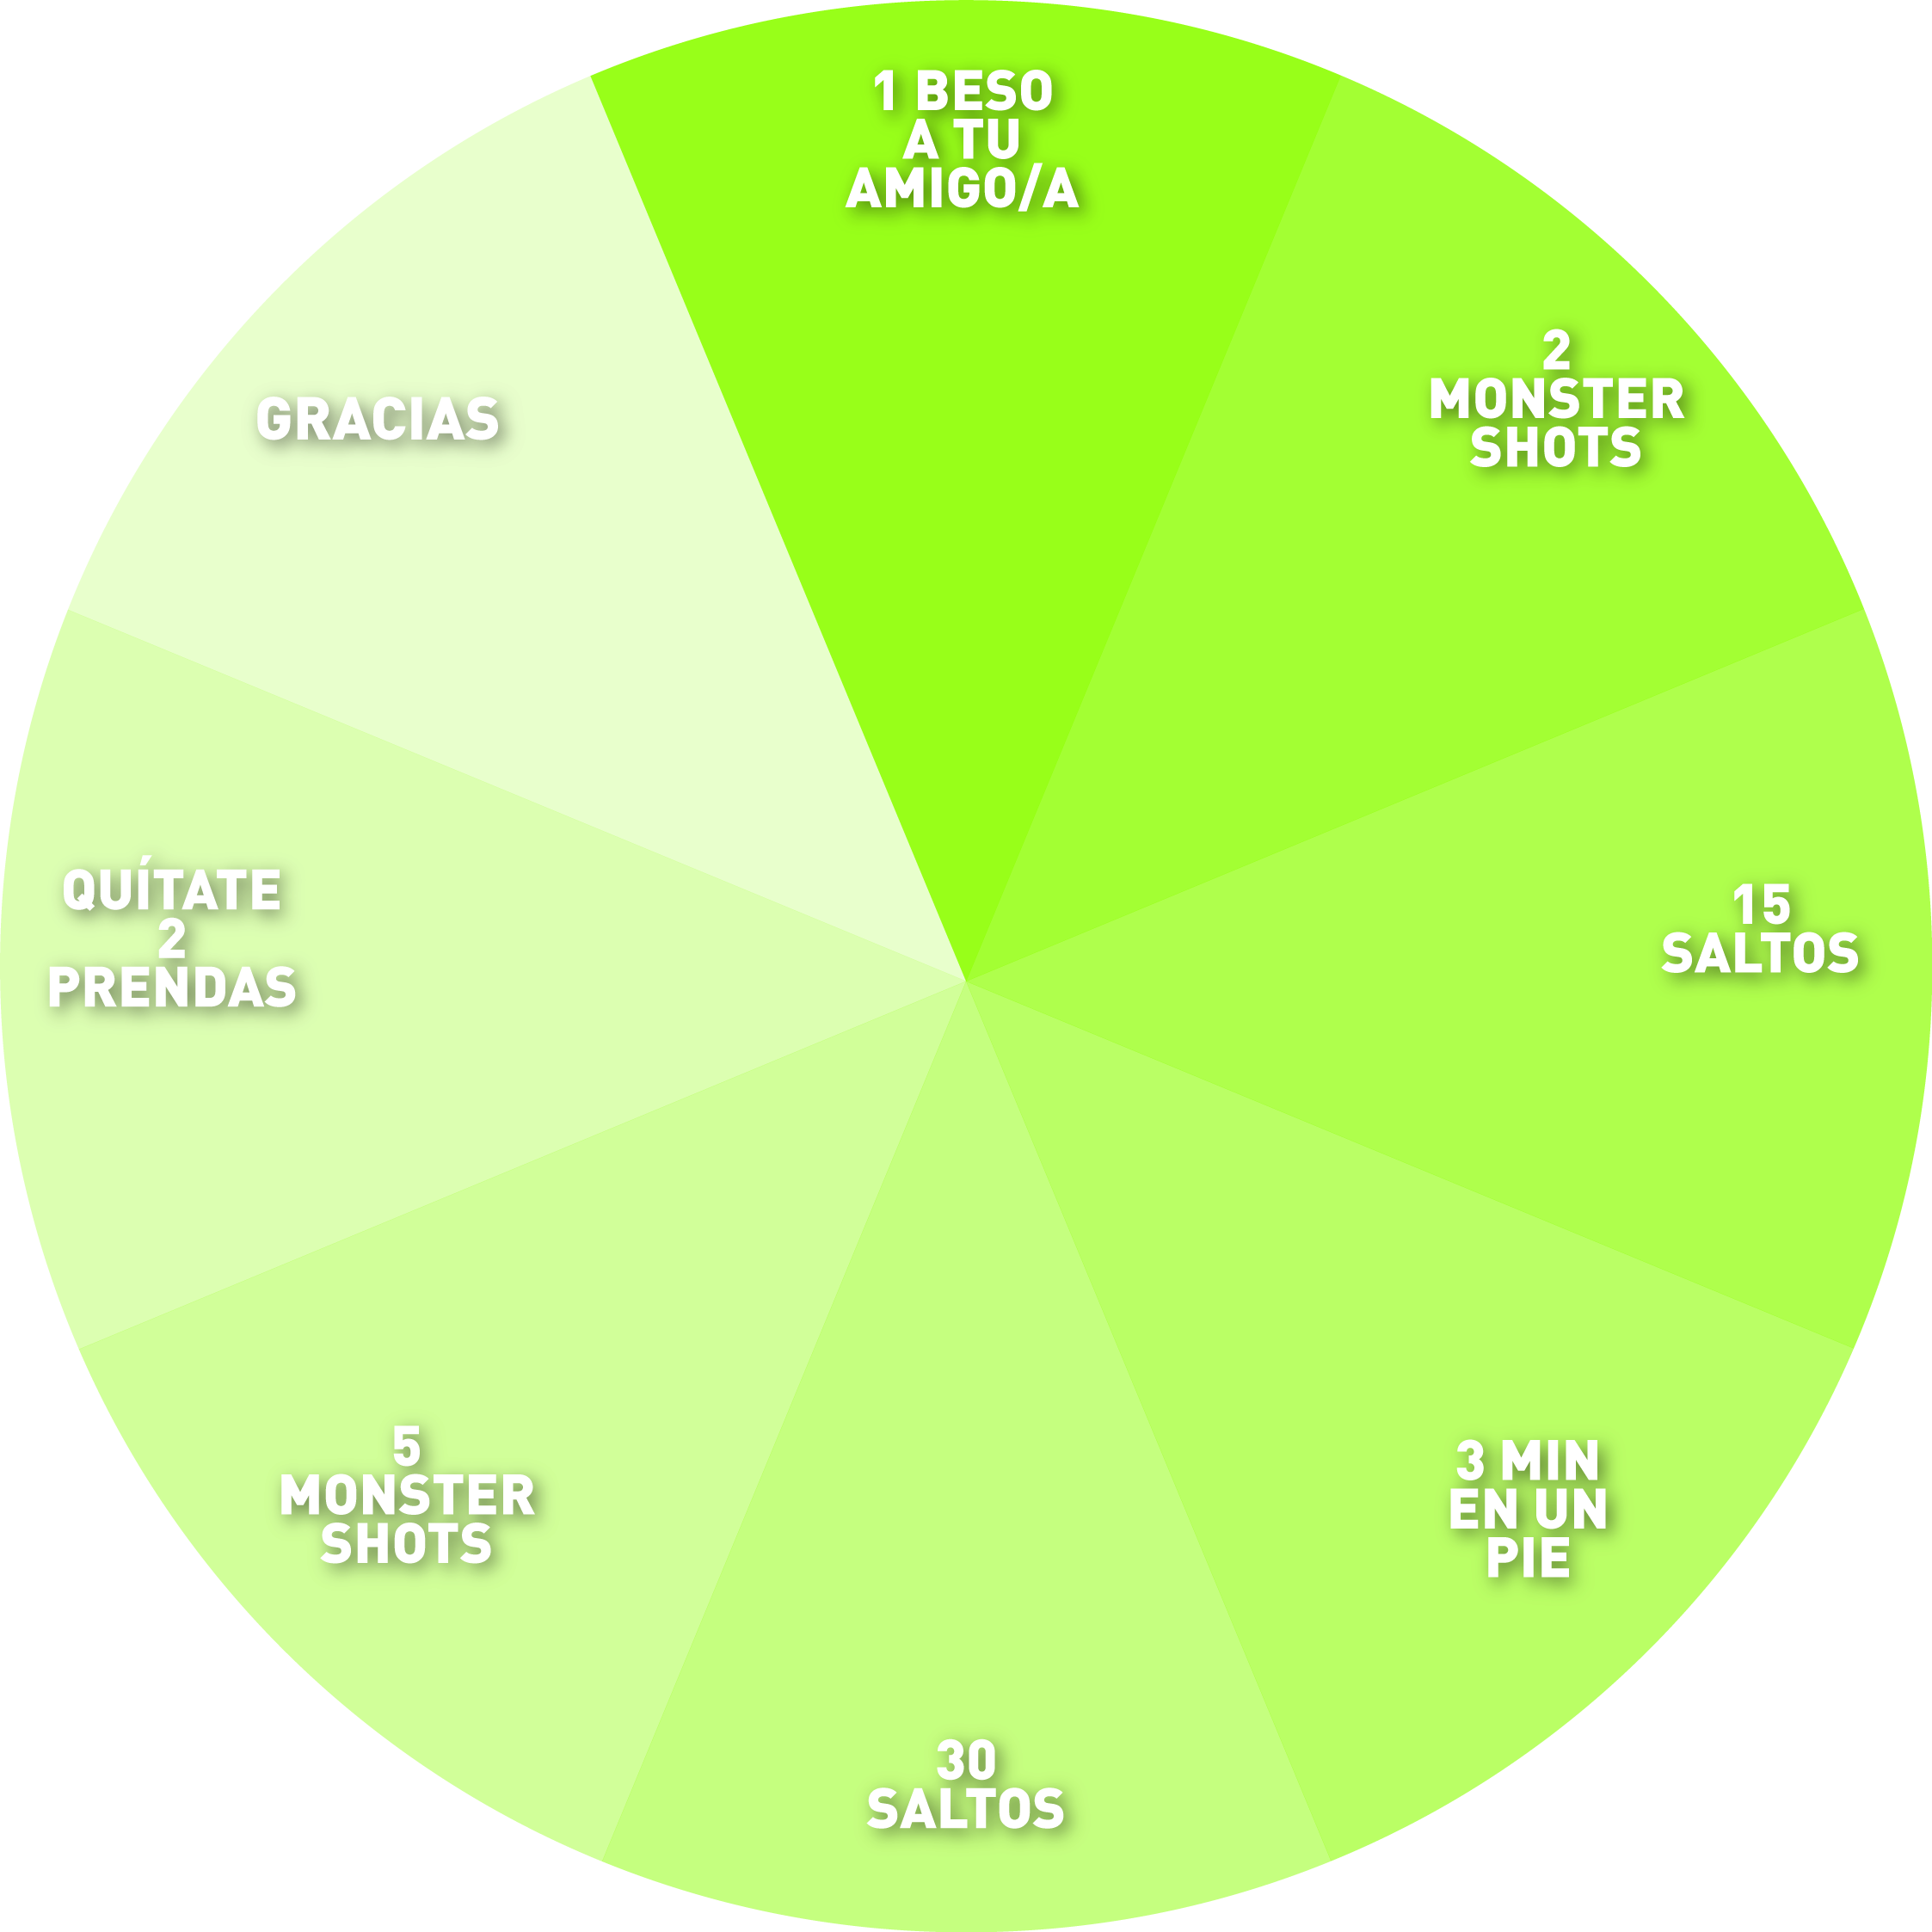 1 BESO
A TU
AMIGO/A
2
MONSTER
SHOTS
15
SALTOS
3 MIN
EN UN
PIE
30
SALTOS
5
MONSTER
SHOTS
QUÍTATE
2
PRENDAS
GRACIAS